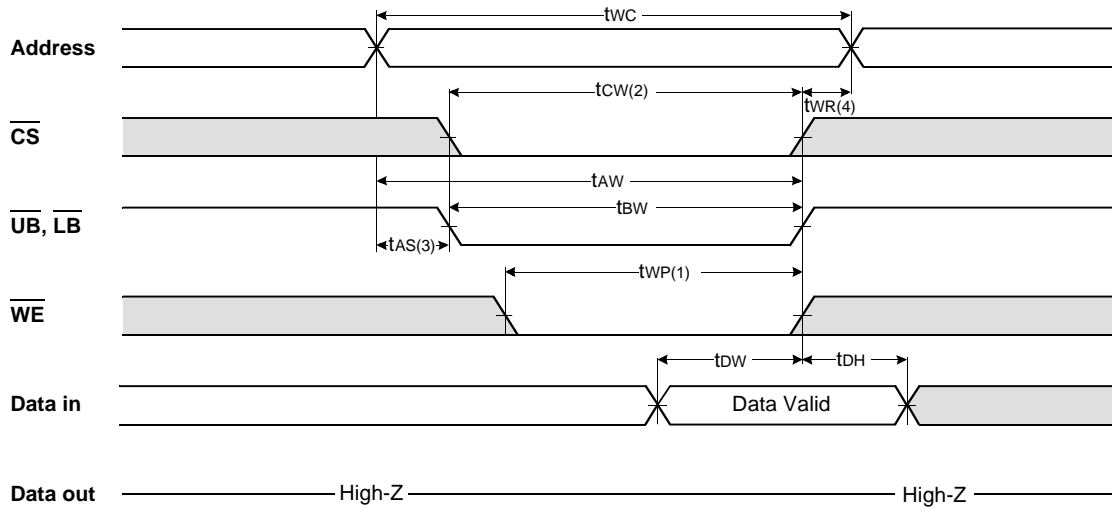 tWC
Address
tCW(2)
tWR(4)
CS
tAW
UB, LB
tBW
tAS(3)
tWP(1)
WE
tDW
tDH
Data in
Data Valid
Data out
High-Z
High-Z